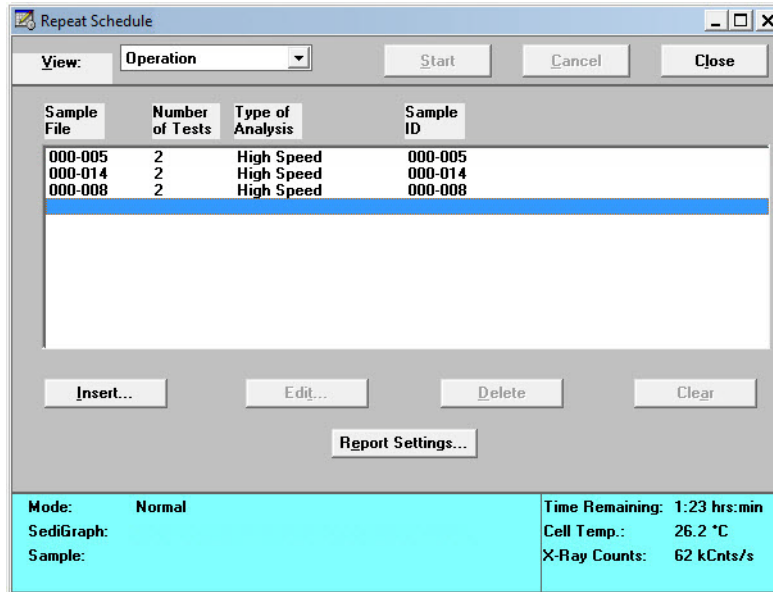 Repeat Schedule
View: Operation Start Cancel Close
Sample File Number of Tests Type of Analysis Sample ID
000-005 2 High Speed 000-005
000-014 2 High Speed 000-014
000-008 2 High Speed 000-008
Insert... Edit... Delete Clear
Report Settings...
Mode: Normal Time Remaining: 1:23 hrs:min
SediGraph: Cell Temp.: 26.2 °C
Sample: X-Ray Counts: 62 kCnts/s